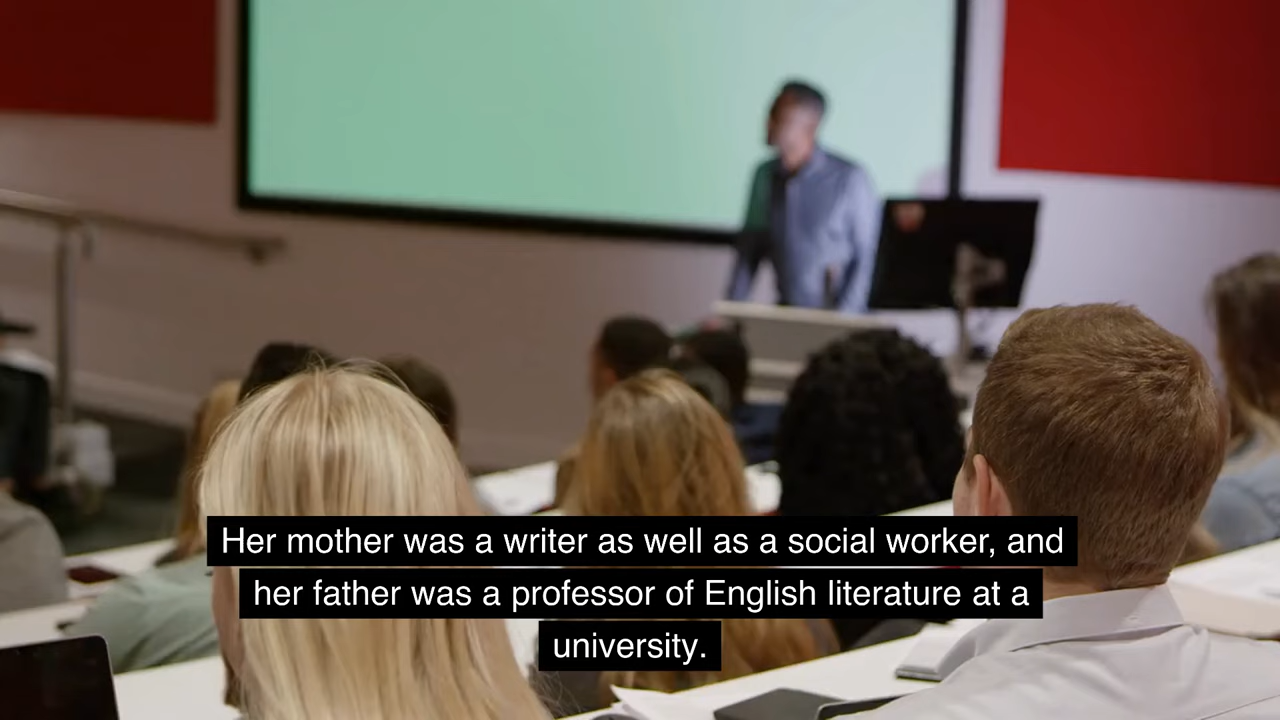 Her mother was a writer as well as a social worker, and
her father was a professor of English literature at a
university.